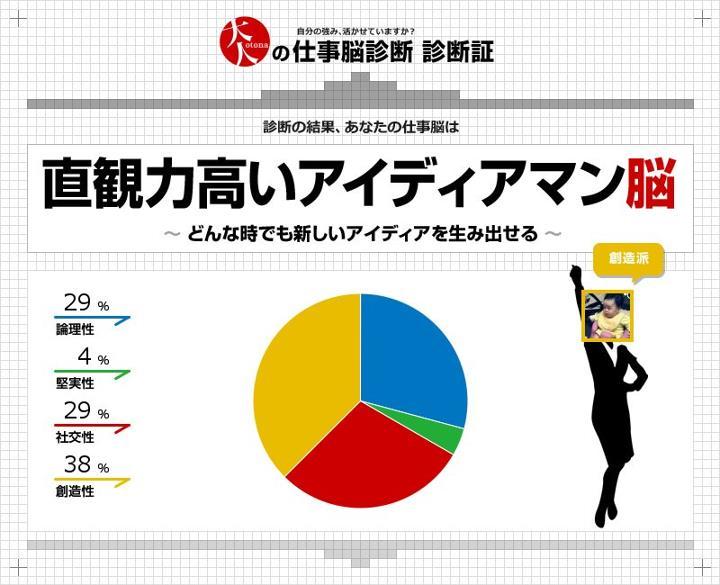 自分の強み、活かせていますか?
大人
otona
の仕事脳診断 診断証
診断の結果、あなたの仕事脳は
直観力高いアイディアマン脳
～ どんな時でも新しいアイディアを生み出せる ～
創造派
29 %
論理性
4 %
堅実性
29 %
社交性
38 %
創造性